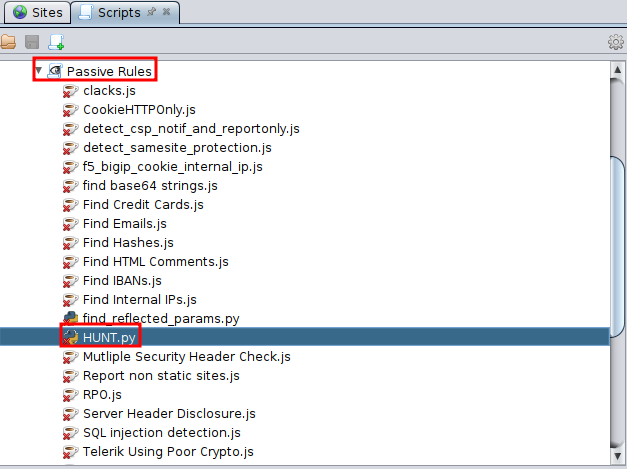 Sites Scripts
Passive Rules
clacks.js
CookieHTTPOnly.js
detect_csp_notif_and_reportonly.js
detect_samesite_protection.js
f5_bigip_cookie_internal_ip.js
find base64 strings.js
Find Credit Cards.js
Find Emails.js
Find Hashes.js
Find HTML Comments.js
Find IBANs.js
Find Internal IPs.js
find_reflected_params.py
HUNT.py
Mutliple Security Header Check.js
Report non static sites.js
RPO.js
Server Header Disclosure.js
SQL injection detection.js
Telerik Using Poor Crypto.js